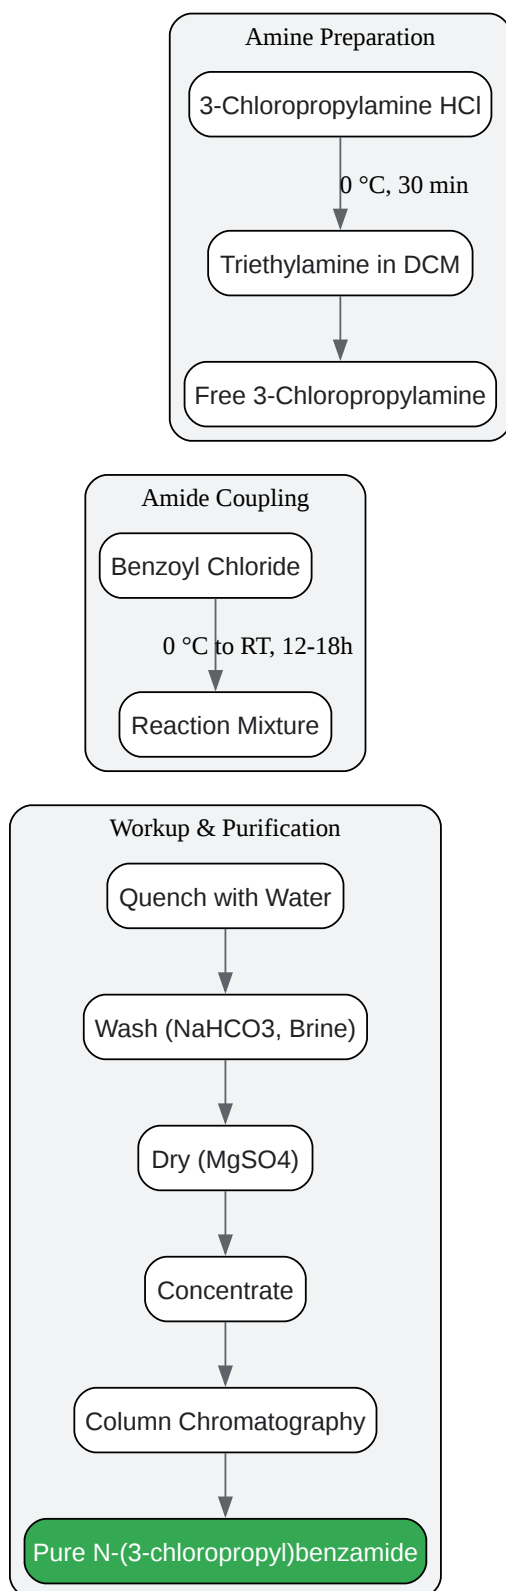 Amine Preparation
3-Chloropropylamine HCl
0 °C, 30 min
Triethylamine in DCM
Free 3-Chloropropylamine
Amide Coupling
Benzoyl Chloride
0 °C to RT, 12-18h
Reaction Mixture
Workup & Purification
Quench with Water
Wash (NaHCO3, Brine)
Dry (MgSO4)
Concentrate
Column Chromatography
Pure N-(3-chloropropyl)benzamide